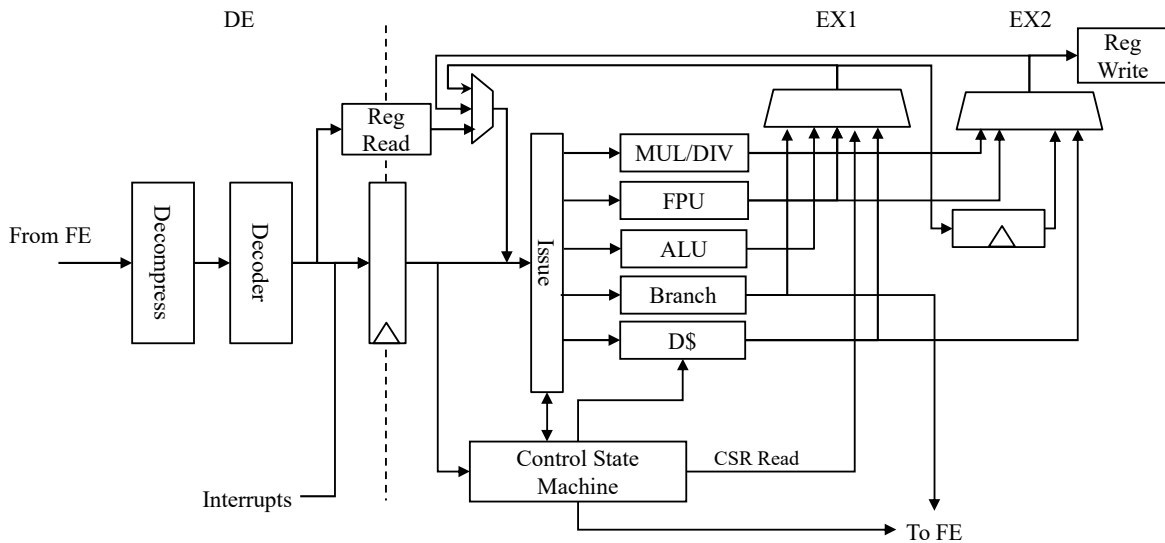 DE
EX1
EX2
Reg
Write
Reg
Read
MUL/DIV
FPU
From FE
Decompress
Decoder
Issue
ALU
Branch
D$
Control State
Machine
CSR Read
Interrupts
To FE